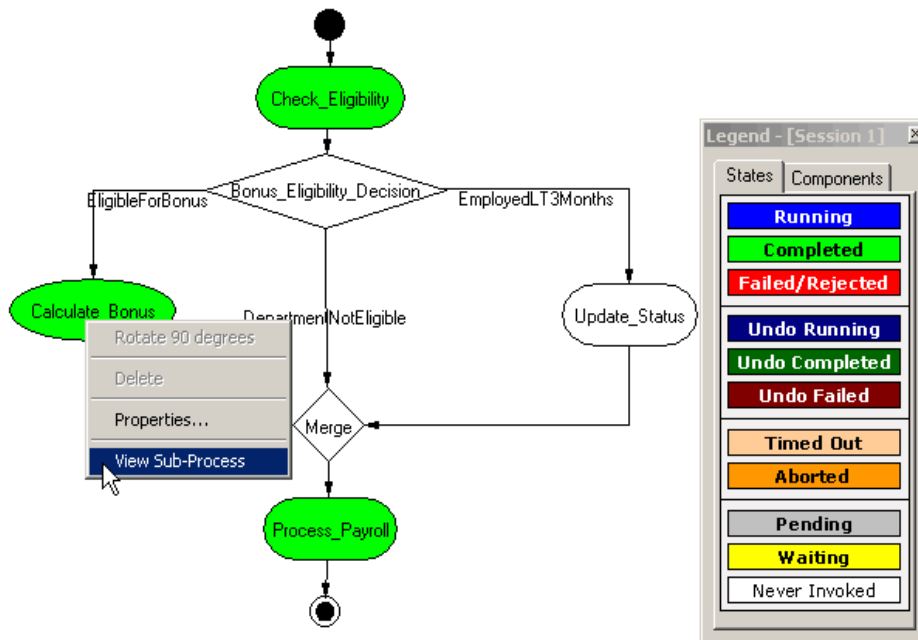 Check_Eligibility
Bonus_Eligibility_Decision
EligibleForBonus
EmployedLT3Months
Calculate_Bonus
DepartmentNotEligible
Update_Status
Rotate 90 degrees
Delete
Properties...
View Sub-Process
Merge
Process_Payroll
Legend - [Session 1]
States
Components
Running
Completed
Failed/Rejected
Undo Running
Undo Completed
Undo Failed
Timed Out
Aborted
Pending
Waiting
Never Invoked